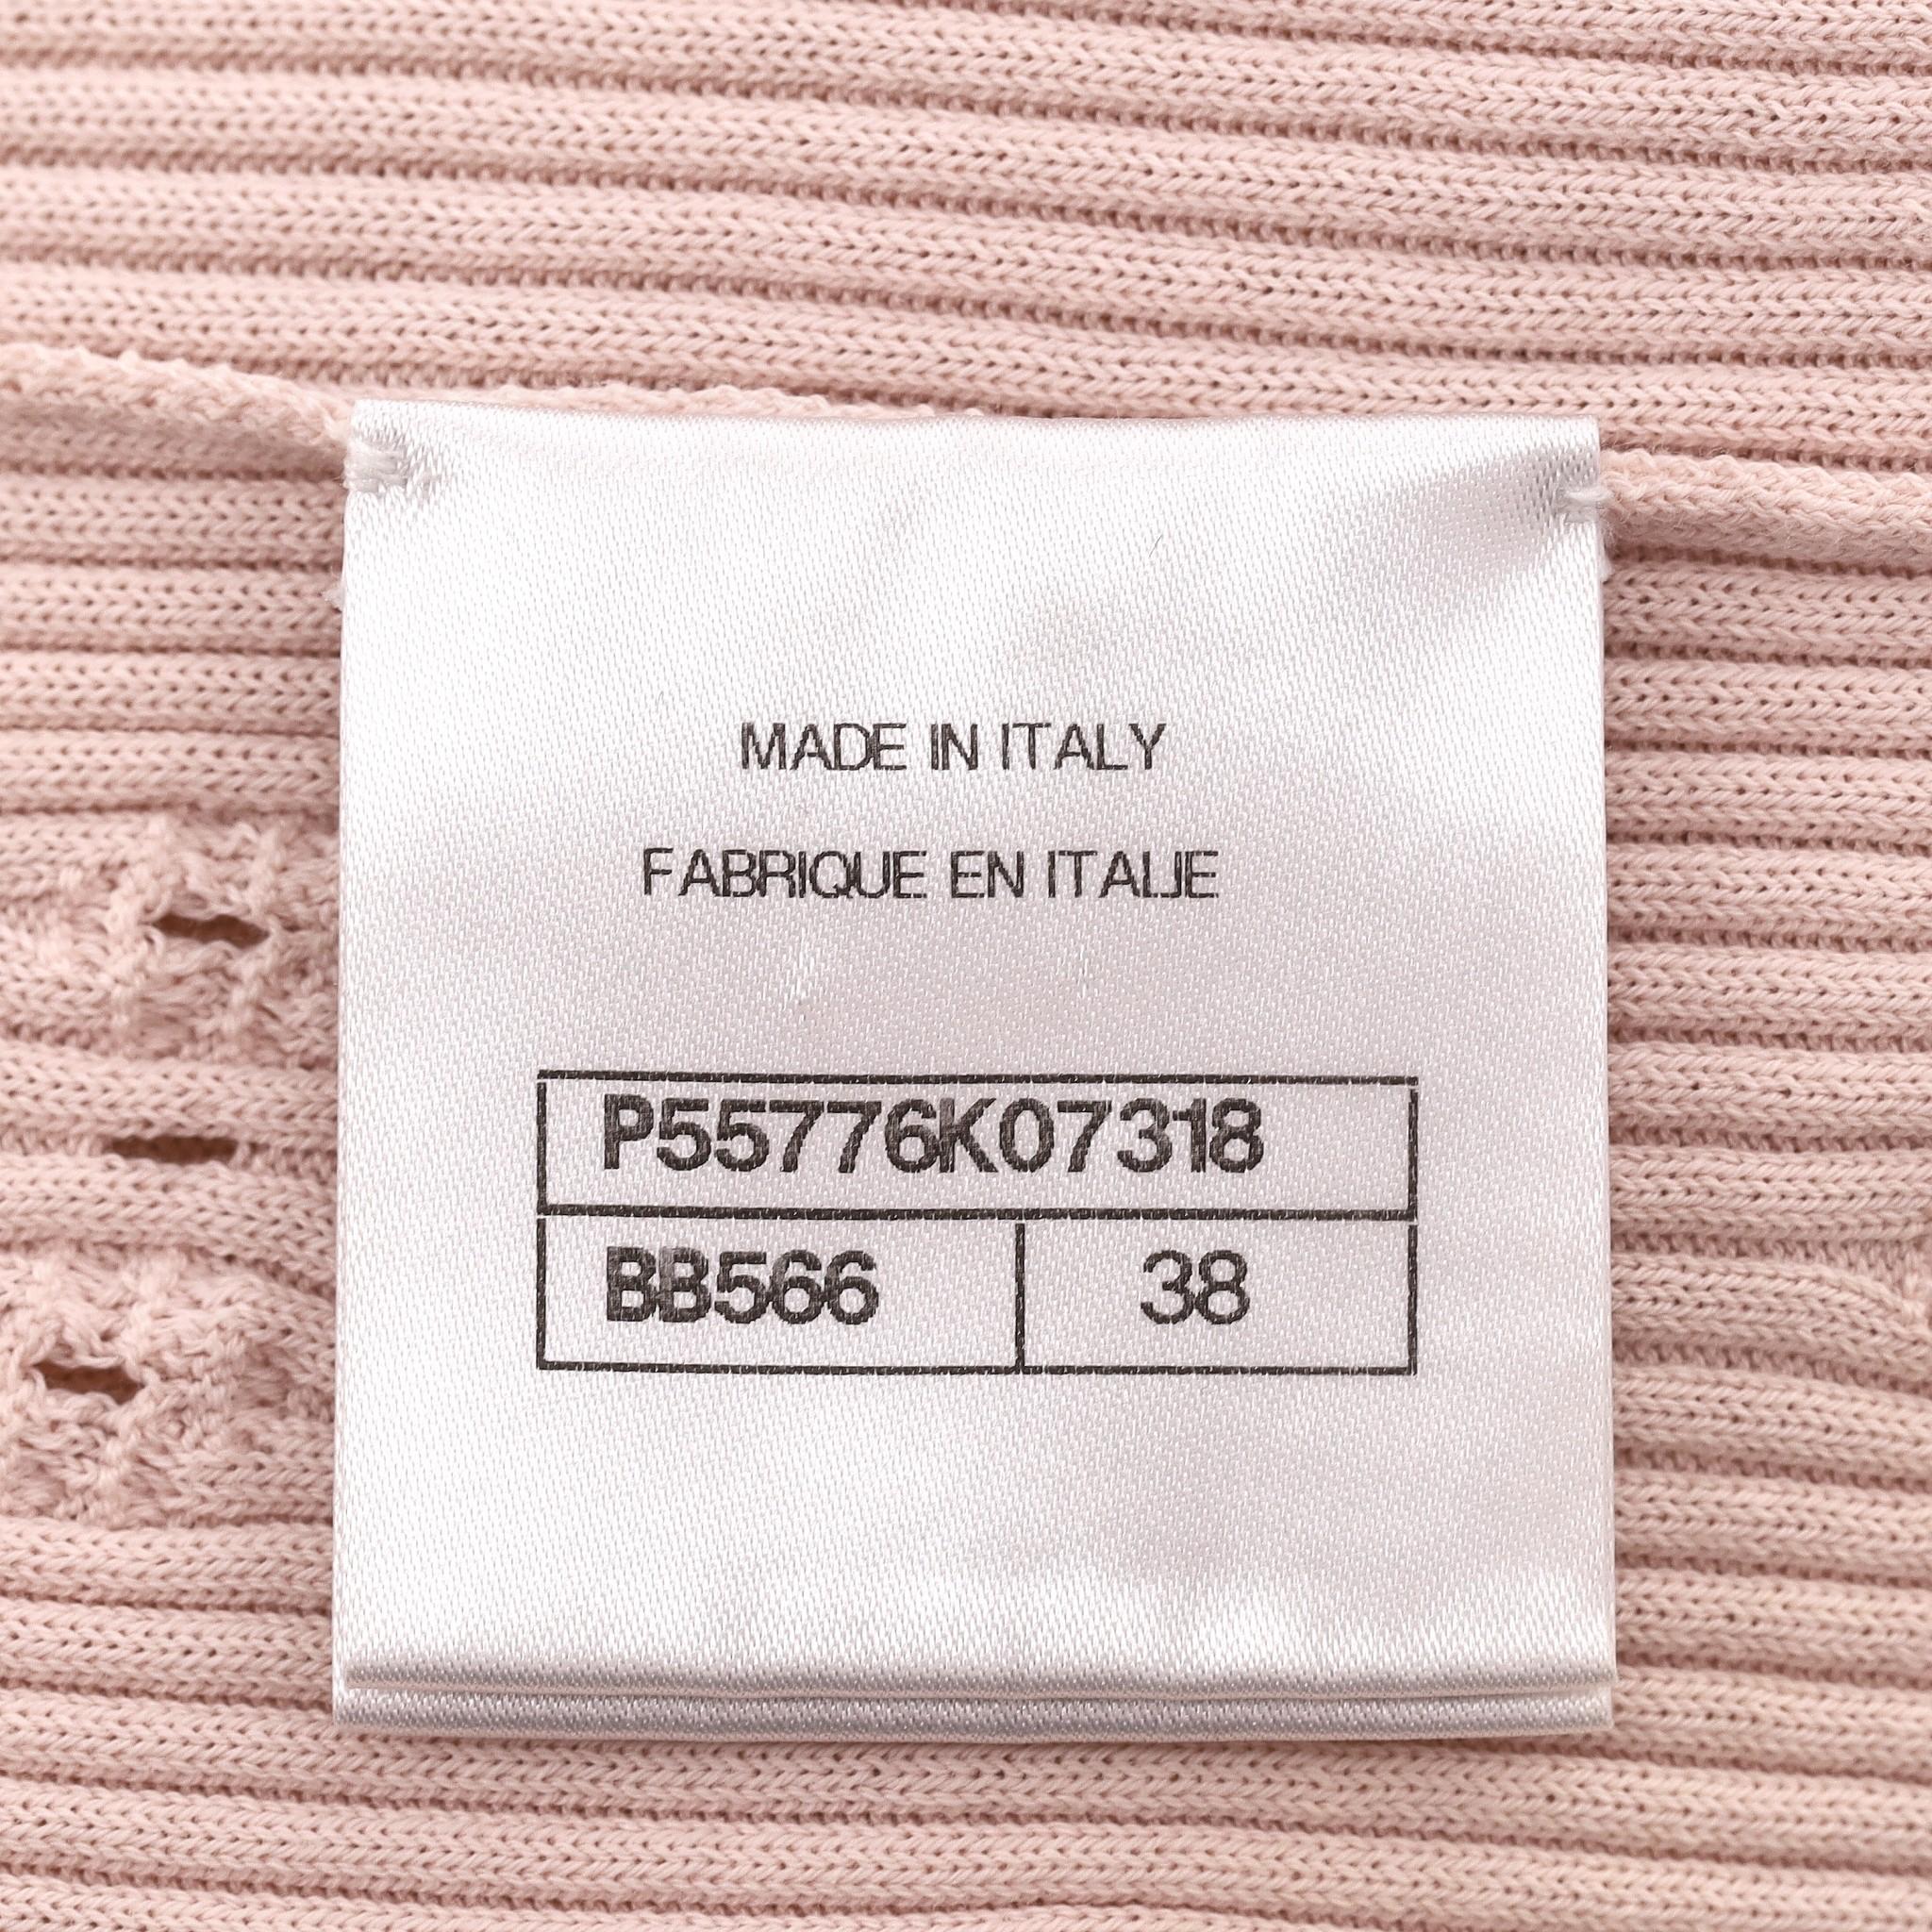 MADE IN ITALY
FABRIQUE EN ITALIE
P55776K07318
BB566 38